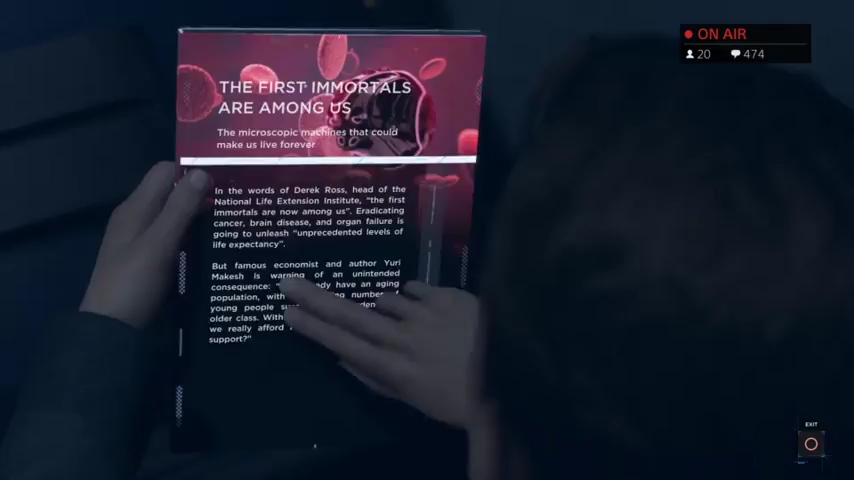 ON AIR
20 474
THE FIRST IMMORTALS
ARE AMONG US
The microscopic machines that could
make us live forever
In the words of Derek Ross, head of the
National Life Extension Institute, “the first
immortals are now among us”. Eradicating
cancer, brain disease, and organ failure is
going to unleash “unprecedented levels of
life expectancy”.
But famous economist and author Yuri
Makesh is warning of an unintended
consequence: have an aging
population, with
young people
older class.
we really afford
support?”
EXIT